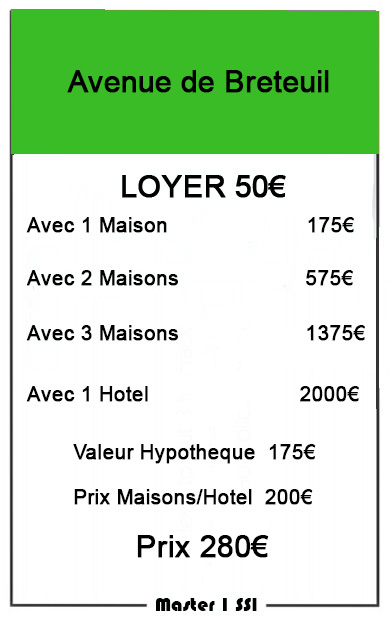 Avenue de Breteuil
LOYER 50€
Avec 1 Maison 175€
Avec 2 Maisons 575€
Avec 3 Maisons 1375€
Avec 1 Hotel 2000€
Valeur Hypotheque 175€
Prix Maisons/Hotel 200€
Prix 280€
Master 1 SSI